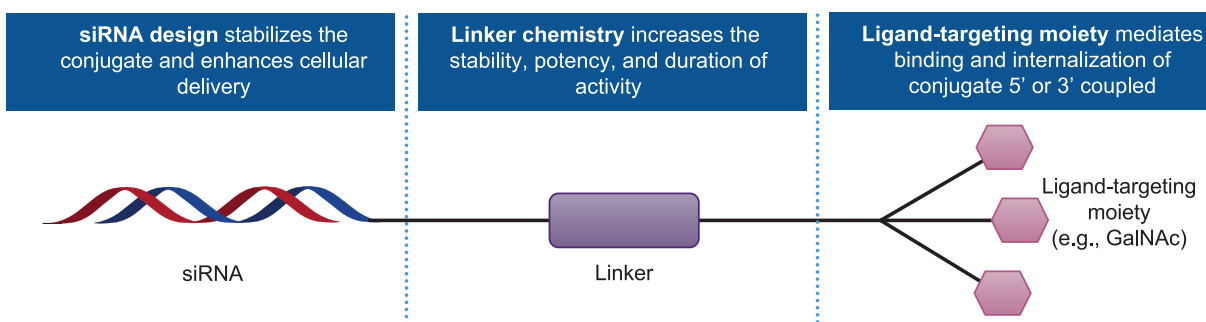 siRNA design stabilizes the
conjugate and enhances cellular
delivery
Linker chemistry increases the
stability, potency, and duration of
activity
Ligand-targeting moiety mediates
binding and internalization of
conjugate 5’ or 3’ coupled
siRNA
Linker
Ligand-targeting
moiety
(e.g., GalNAc)